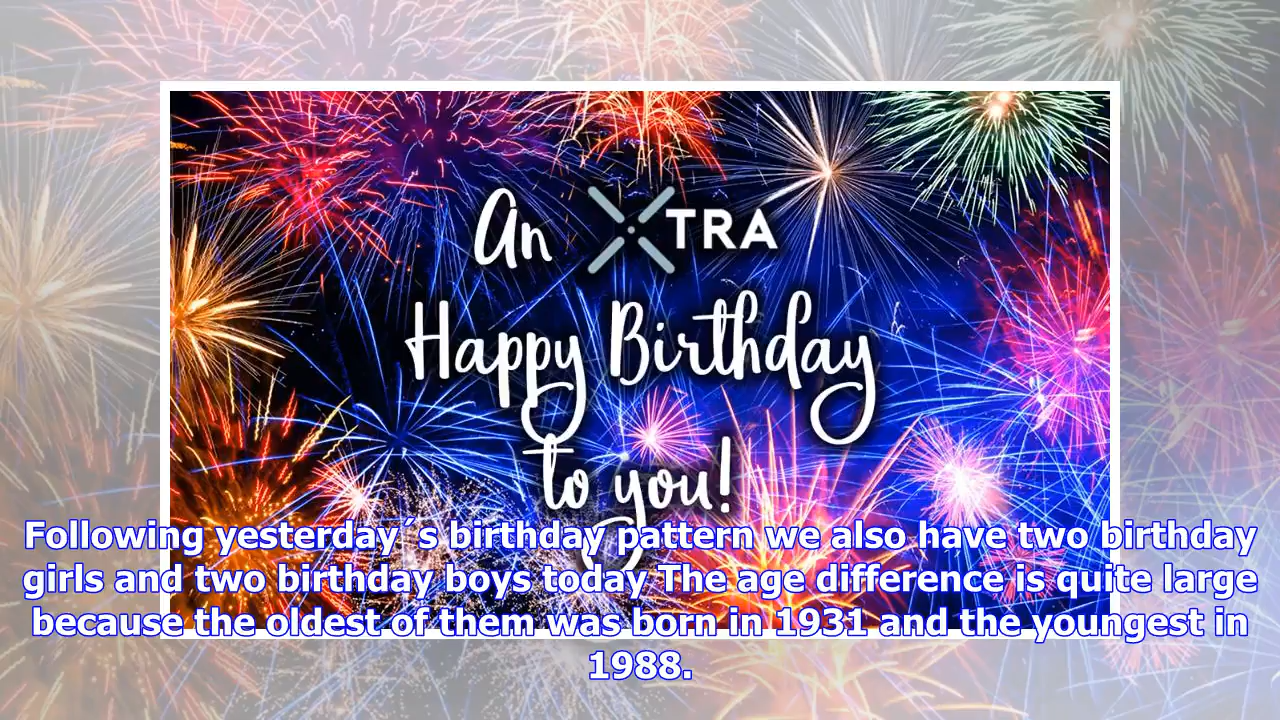 An XTRA
Happy Birthday
to you!
Following yesterday´s birthday pattern we also have two birthday
girls and two birthday boys today The age difference is quite large
because the oldest of them was born in 1931 and the youngest in
1988.